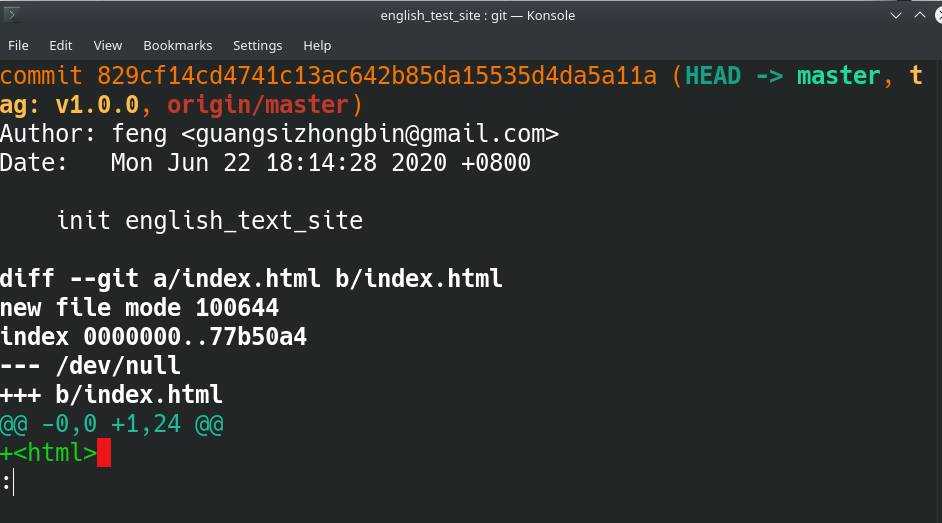 english_test_site : git — Konsole
File Edit View Bookmarks Settings Help
commit 829cf14cd4741c13ac642b85da15535d4da5a11a (HEAD -> master, t
ag: v1.0.0, origin/master)
Author: feng <guangsizhongbin@gmail.com>
Date:   Mon Jun 22 18:14:28 2020 +0800
    init english_text_site
diff --git a/index.html b/index.html
new file mode 100644
index 0000000..77b50a4
--- /dev/null
+++ b/index.html
@@ -0,0 +1,24 @@
+<html>
: